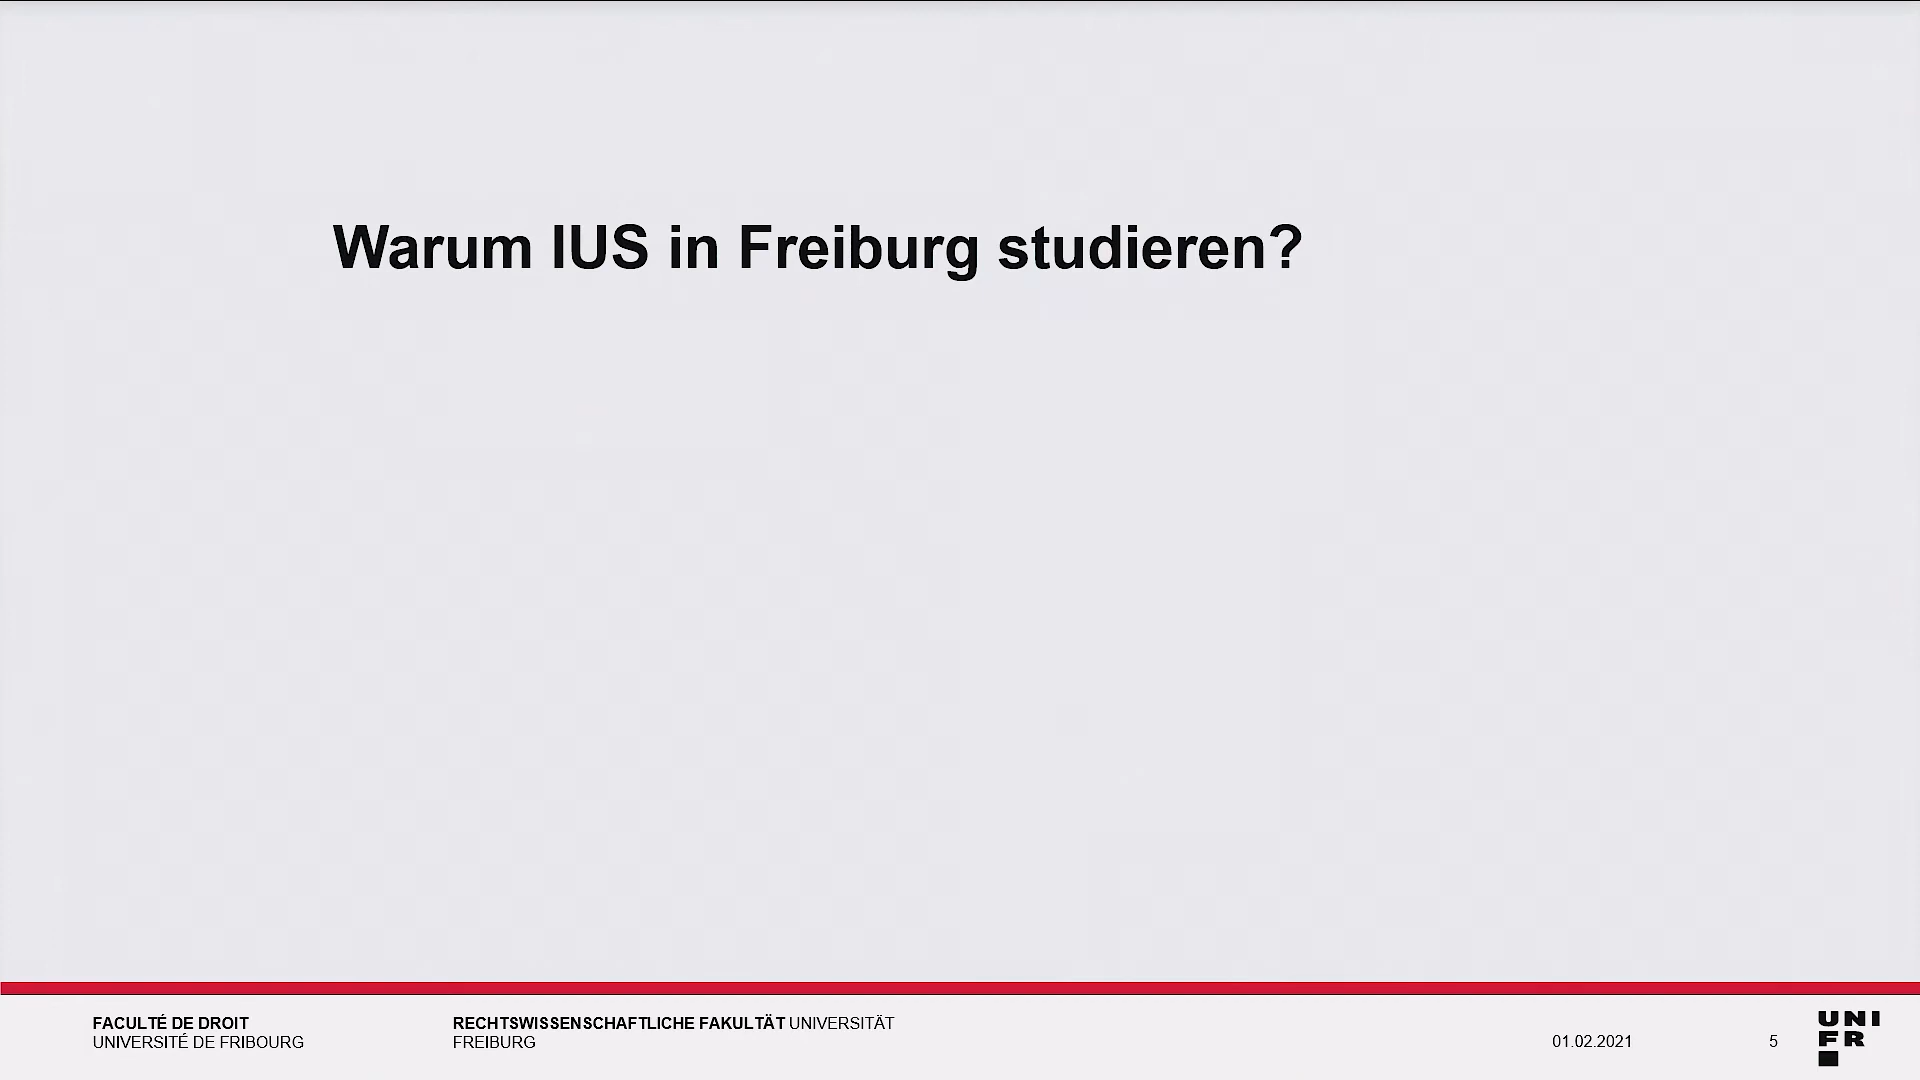 Warum IUS in Freiburg studieren?
FACULTÉ DE DROIT
UNIVERSITÉ DE FRIBOURG
RECHTSWISSENSCHAFTLICHE FAKULTÄT UNIVERSITÄT
FREIBURG
01.02.2021
5
UNI
FR